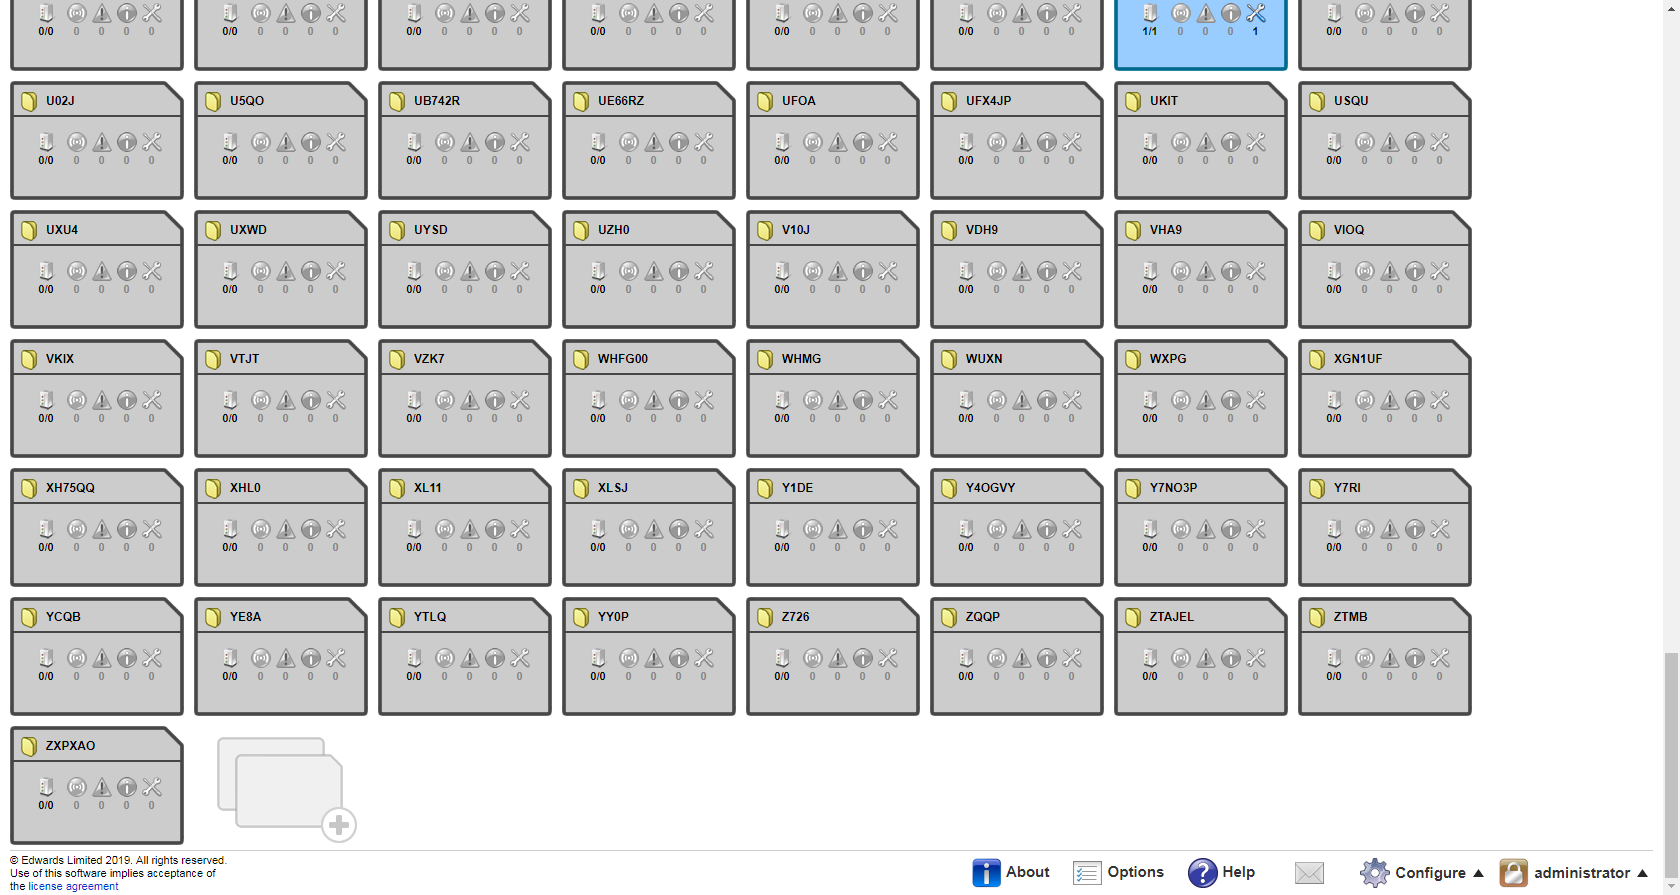 0/0 0 0 0 0 0/0 0 0 0 0 0/0 0 0 0 0 0/0 0 0 0 0 0/0 0 0 0 0 0/0 0 0 0 0 1/1 0 0 0 1 0/0 0 0 0 0
U02J U5QO UB742R UE66RZ UFOA UFX4JP UKIT USQU
0/0 0 0 0 0 0/0 0 0 0 0 0/0 0 0 0 0 0/0 0 0 0 0 0/0 0 0 0 0 0/0 0 0 0 0 0/0 0 0 0 0 0/0 0 0 0 0
UXU4 UXWD UYSD UZH0 V10J VDH9 VHA9 VIOQ
0/0 0 0 0 0 0/0 0 0 0 0 0/0 0 0 0 0 0/0 0 0 0 0 0/0 0 0 0 0 0/0 0 0 0 0 0/0 0 0 0 0 0/0 0 0 0 0
VKIX VTJT VZK7 WHFG00 WHMG WUXN WXPG XGN1UF
0/0 0 0 0 0 0/0 0 0 0 0 0/0 0 0 0 0 0/0 0 0 0 0 0/0 0 0 0 0 0/0 0 0 0 0 0/0 0 0 0 0 0/0 0 0 0 0
XH75QQ XHL0 XL11 XLSJ Y1DE Y4OGVY Y7NO3P Y7RI
0/0 0 0 0 0 0/0 0 0 0 0 0/0 0 0 0 0 0/0 0 0 0 0 0/0 0 0 0 0 0/0 0 0 0 0 0/0 0 0 0 0 0/0 0 0 0 0
YCQB YE8A YTLQ YY0P Z726 ZQQP ZTAJEL ZTMB
0/0 0 0 0 0 0/0 0 0 0 0 0/0 0 0 0 0 0/0 0 0 0 0 0/0 0 0 0 0 0/0 0 0 0 0 0/0 0 0 0 0 0/0 0 0 0 0
ZXPXAO
0/0 0 0 0 0
© Edwards Limited 2019. All rights reserved.
Use of this software implies acceptance of
the license agreement
About Options Help Configure administrator